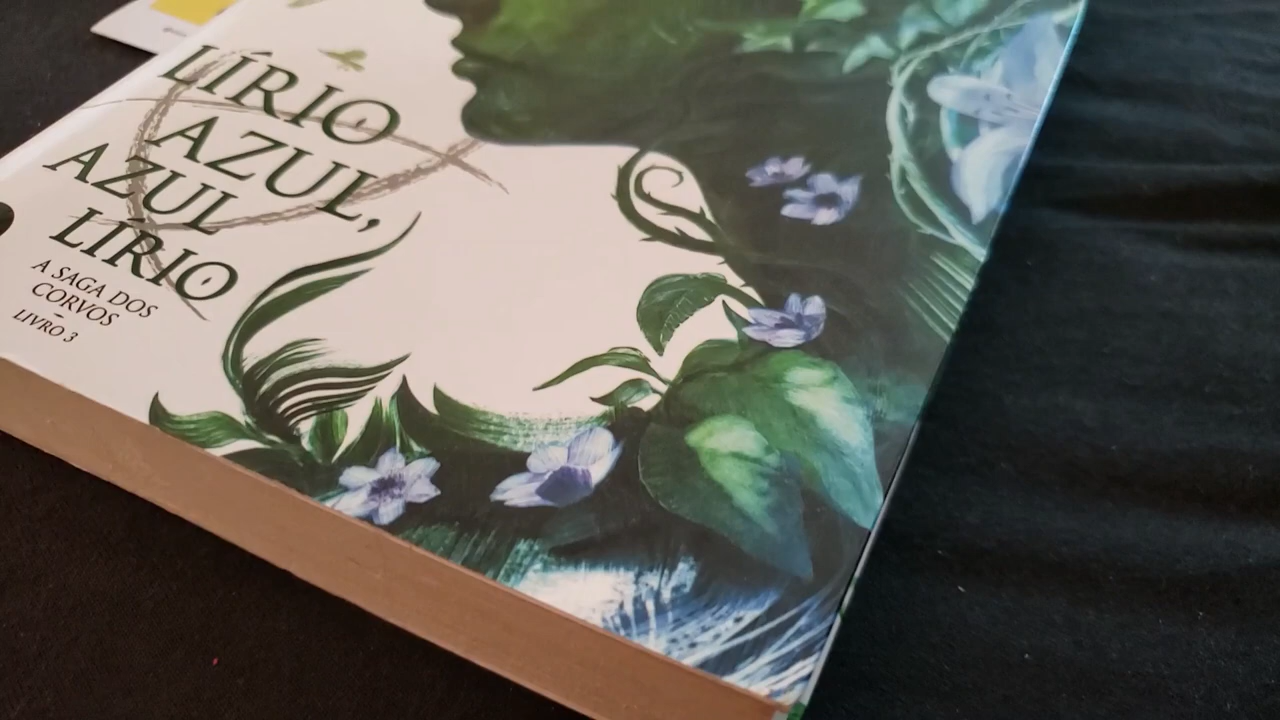 LÍRIO
AZUL,
AZUL
LÍRIO
A SAGA DOS
CORVOS
-
LIVRO 3